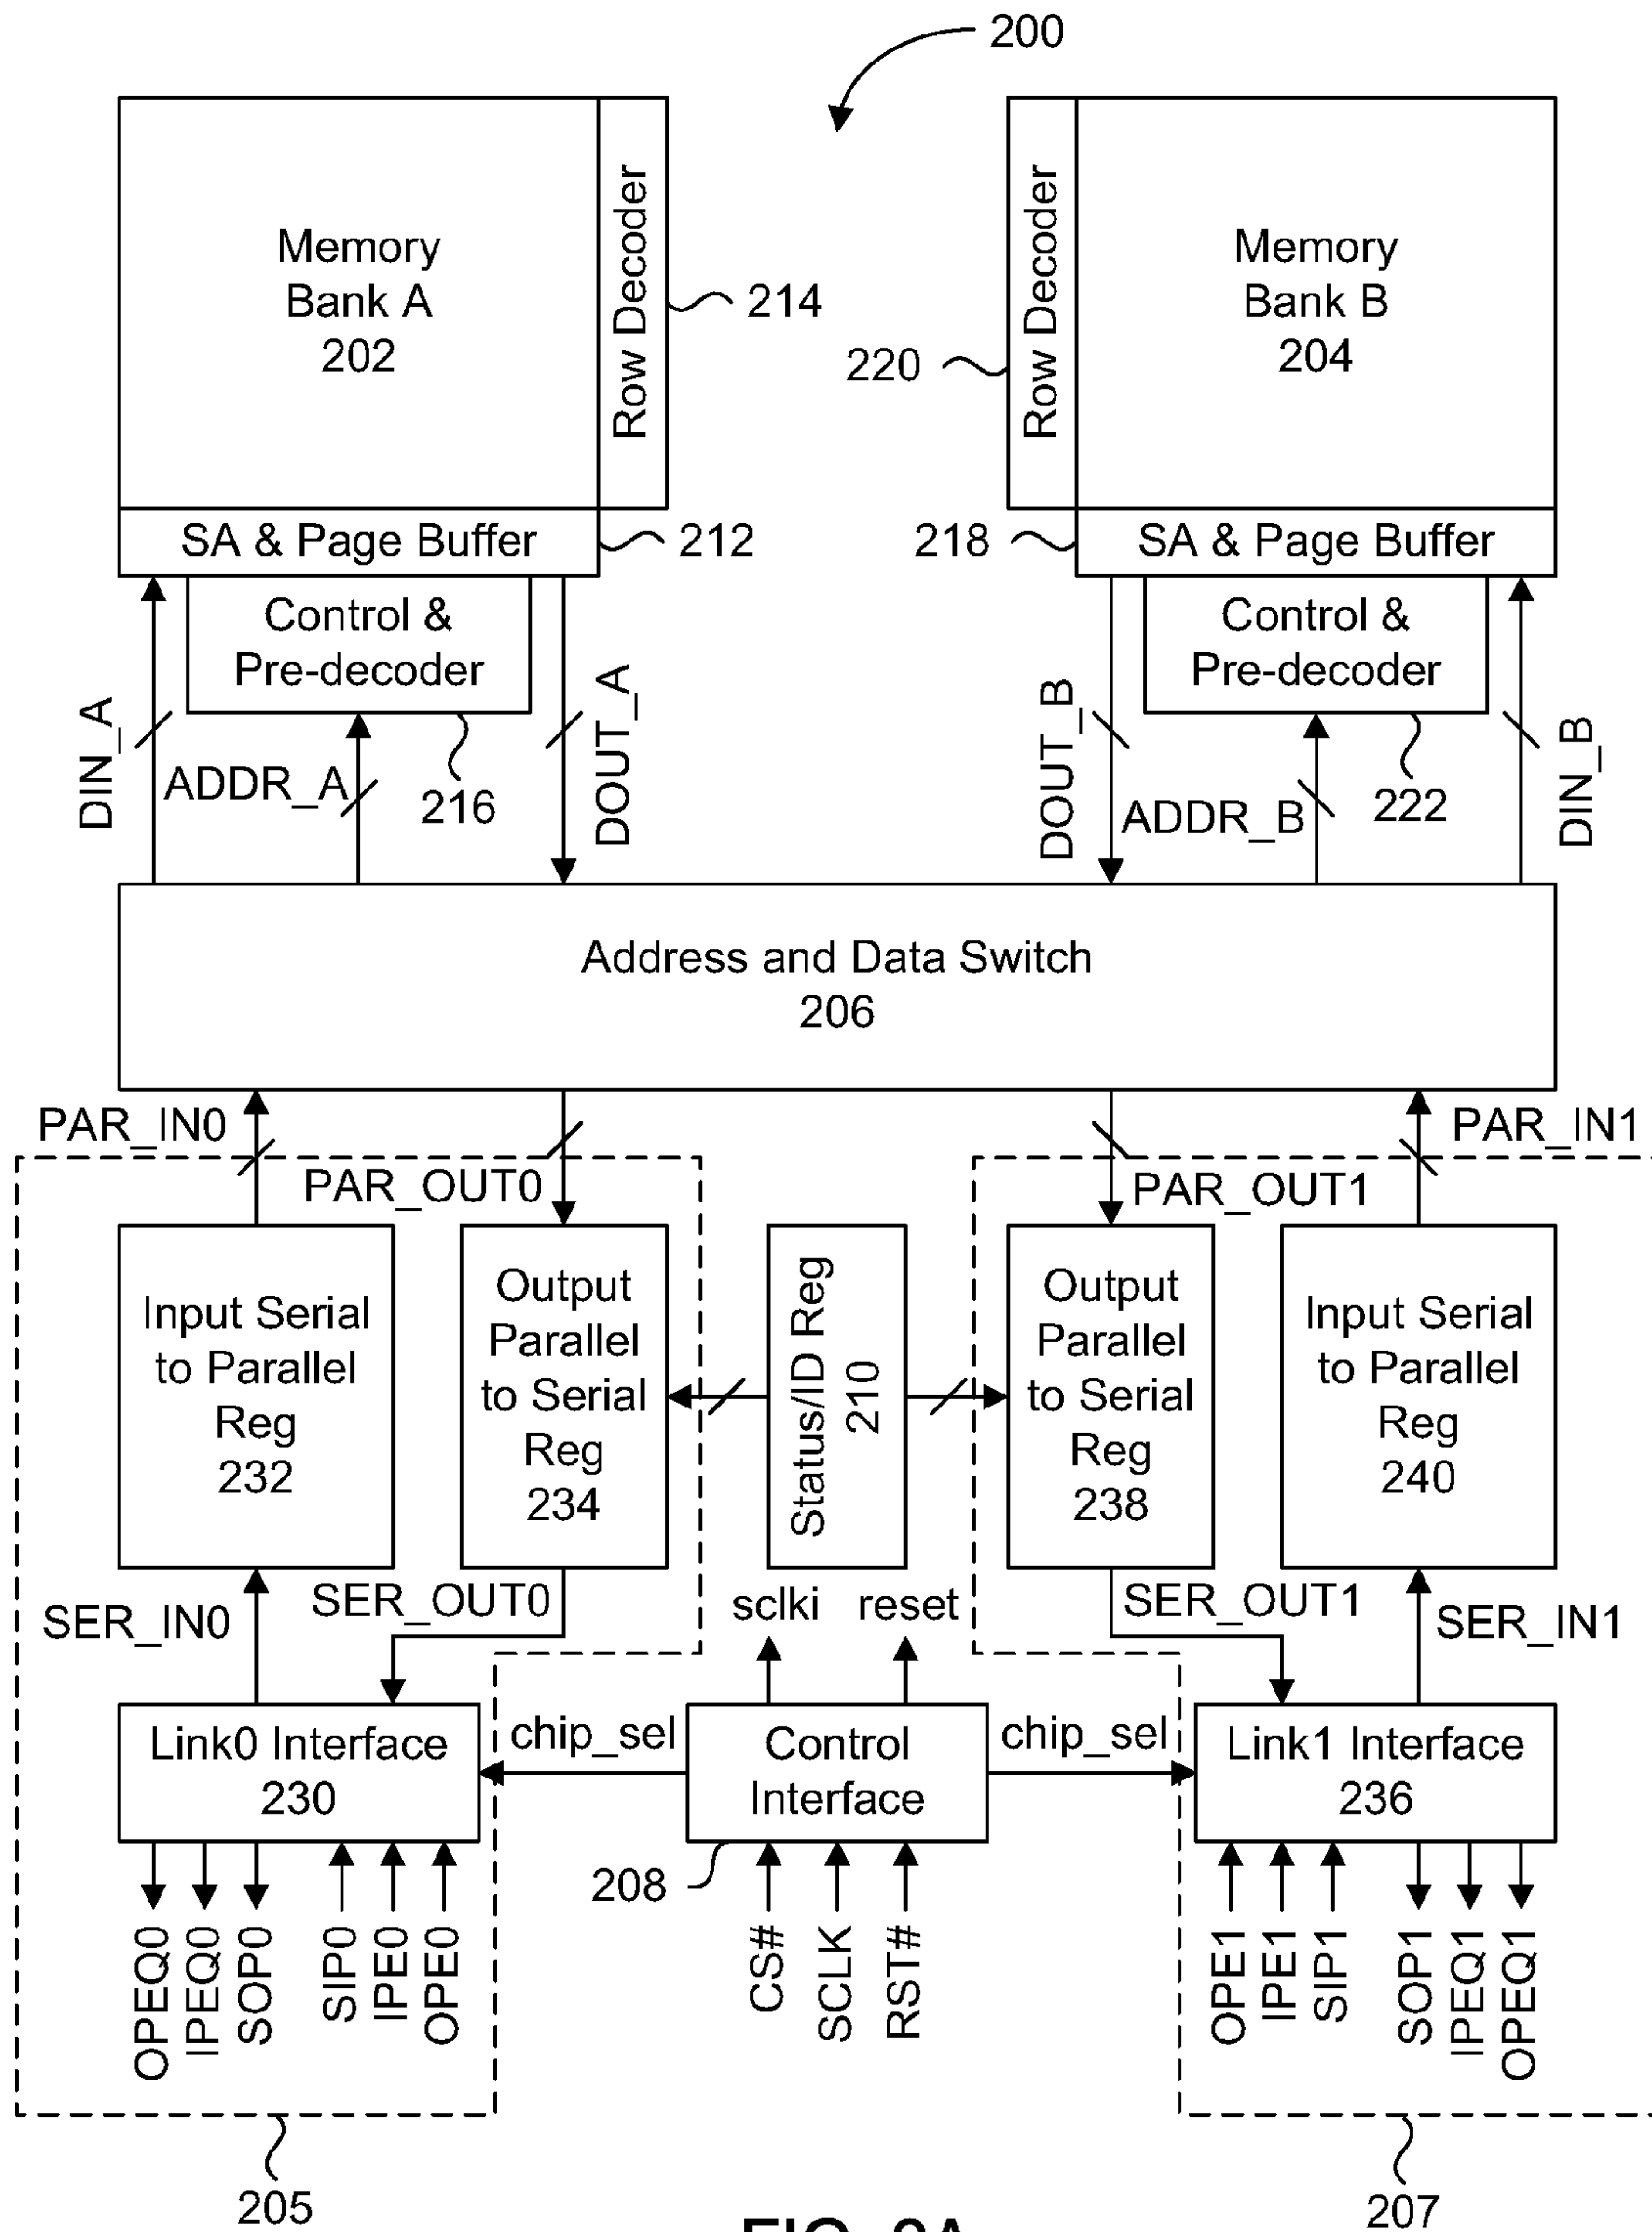 200
Memory
Bank A
202
Row Decoder
214
220
Row Decoder
Memory
Bank B
204
SA & Page Buffer
212
218
SA & Page Buffer
Control &
Pre-decoder
Control &
Pre-decoder
DIN_A
ADDR_A
216
DOUT_A
DOUT_B
ADDR_B
222
DIN_B
Address and Data Switch
206
PAR_IN0
PAR_OUT0
PAR_OUT1
PAR_IN1
Input Serial
to Parallel
Reg
232
Output
Parallel
to Serial
Reg
234
Status/ID Reg
210
Output
Parallel
to Serial
Reg
238
Input Serial
to Parallel
Reg
240
SER_IN0
SER_OUT0
sclki
reset
SER_OUT1
SER_IN1
Link0 Interface
230
chip_sel
Control
Interface
chip_sel
Link1 Interface
236
208
OPEQ0
IPEQ0
SOP0
SIP0
IPE0
OPE0
CS#
SCLK
RST#
OPE1
IPE1
SIP1
SOP1
IPEQ1
OPEQ1
205
207